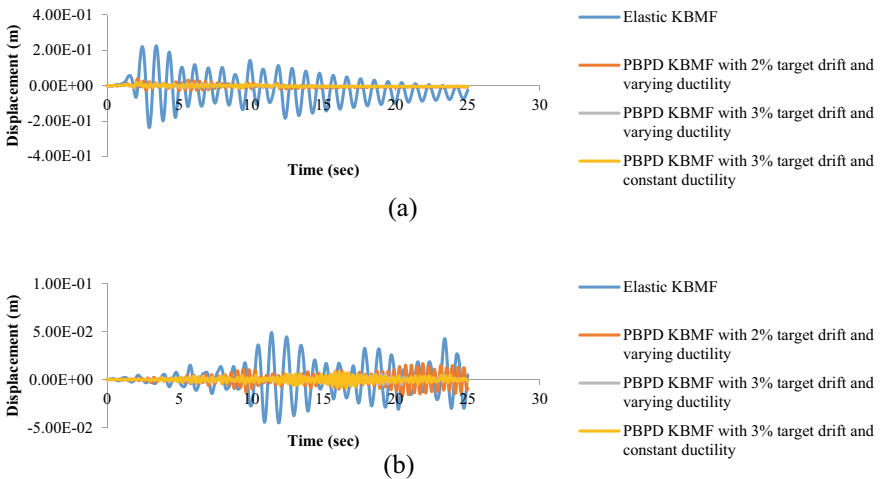 4.00E-01
2.00E-01
0.00E+00
-2.00E-01
-4.00E-01
Displacement (m)
0 5 10 15 20 25 30
Time (sec)
Elastic KBMF
PBPD KBMF with 2% target drift and
varying ductility
PBPD KBMF with 3% target drift and
varying ductility
PBPD KBMF with 3% target drift and
constant ductility
(a)
1.00E-01
5.00E-02
0.00E+00
-5.00E-02
Displacement (m)
0 5 10 15 20 25 30
Time (sec)
Elastic KBMF
PBPD KBMF with 2% target drift and
varying ductility
PBPD KBMF with 3% target drift and
varying ductility
PBPD KBMF with 3% target drift and
constant ductility
(b)